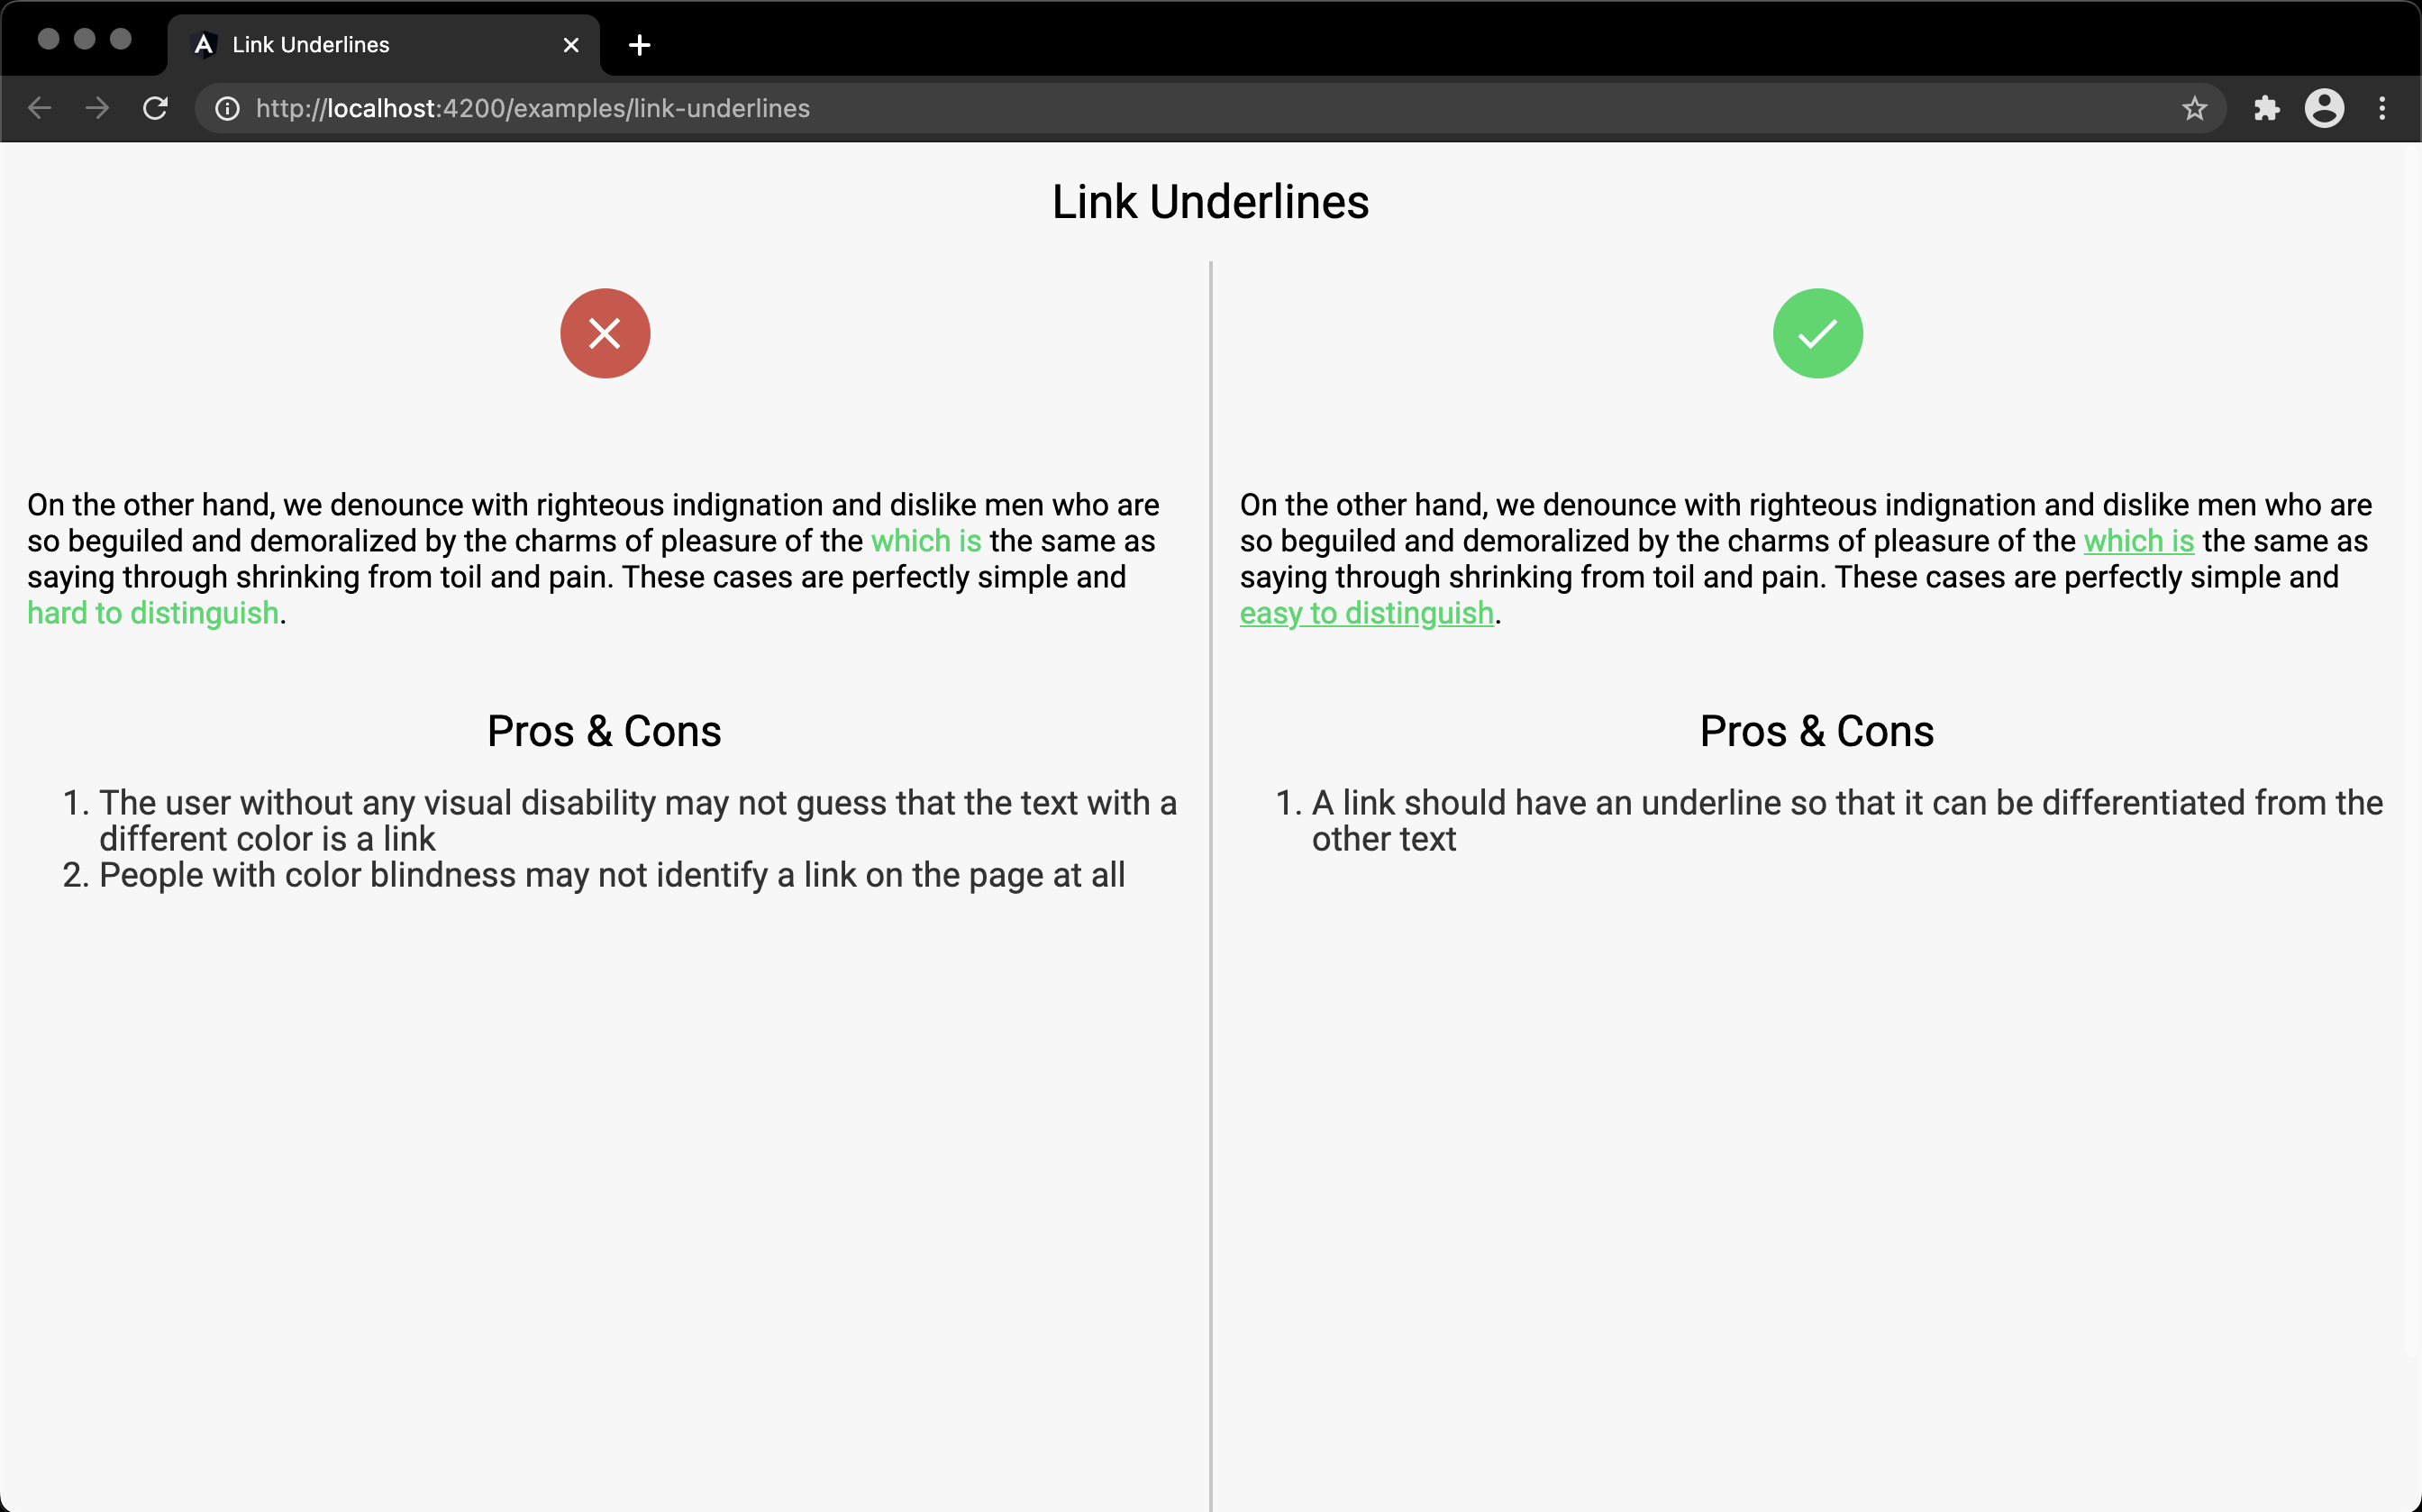 Link Underlines
http://localhost:4200/examples/link-underlines
Link Underlines
On the other hand, we denounce with righteous indignation and dislike men who are
so beguiled and demoralized by the charms of pleasure of the which is the same as
saying through shrinking from toil and pain. These cases are perfectly simple and
hard to distinguish.
Pros & Cons
1. The user without any visual disability may not guess that the text with a
different color is a link
2. People with color blindness may not identify a link on the page at all
On the other hand, we denounce with righteous indignation and dislike men who are
so beguiled and demoralized by the charms of pleasure of the which is the same as
saying through shrinking from toil and pain. These cases are perfectly simple and
easy to distinguish.
Pros & Cons
1. A link should have an underline so that it can be differentiated from the
other text